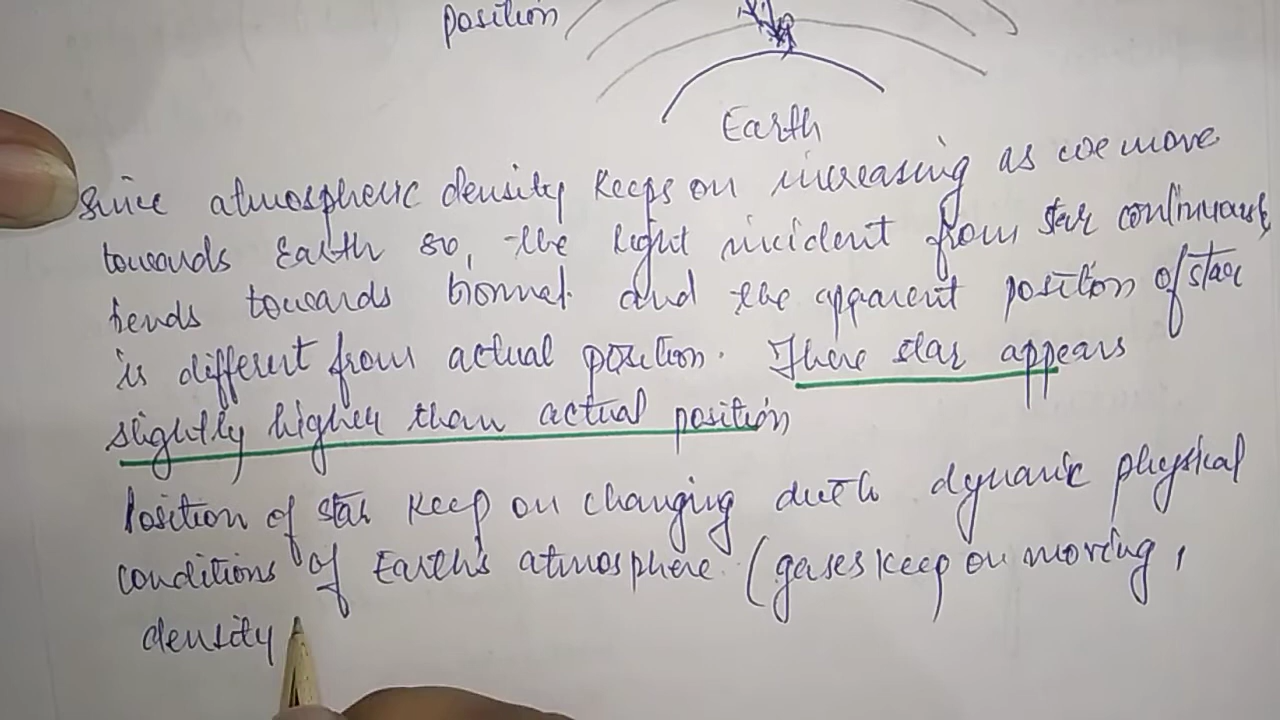 position
Earth
Since atmospheric density keeps on increasing as we move
towards Earth so, the light incident from star continuously
bends towards normal and the apparent position of star
is different from actual position. There star appears
slightly higher than actual position
Position of star keep on changing due to dynamic physical
conditions of Earth's atmosphere (gases keep on moving,
density